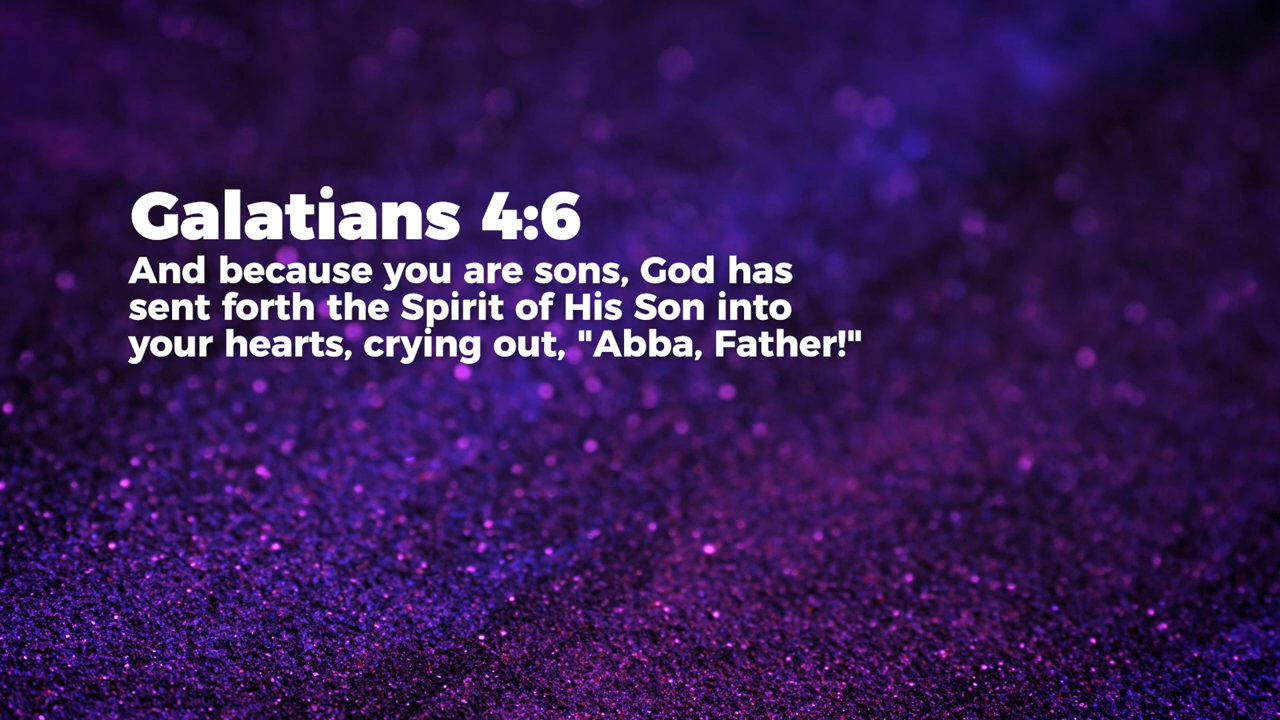 Galatians 4:6
And because you are sons, God has
sent forth the Spirit of His Son into
your hearts, crying out, "Abba, Father!"